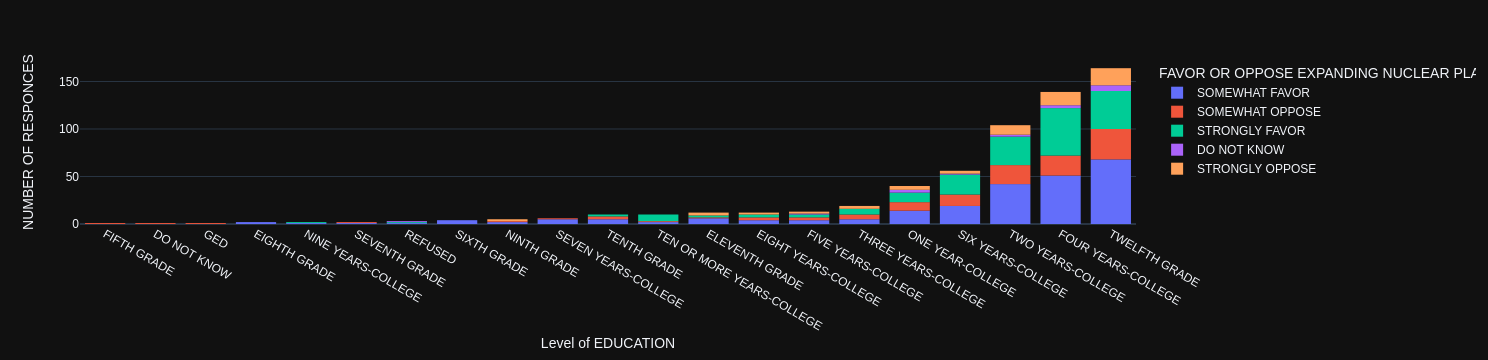 NUMBER OF RESPONCES
150
100
50
0
FIFTH GRADE
DO NOT KNOW
GED
EIGHTH GRADE
NINE YEARS-COLLEGE
SEVENTH GRADE
REFUSED
SIXTH GRADE
NINTH GRADE
SEVEN YEARS-COLLEGE
TENTH GRADE
TEN OR MORE YEARS-COLLEGE
ELEVENTH GRADE
EIGHT YEARS-COLLEGE
FIVE YEARS-COLLEGE
THREE YEARS-COLLEGE
ONE YEAR-COLLEGE
SIX YEARS-COLLEGE
TWO YEARS-COLLEGE
FOUR YEARS-COLLEGE
TWELFTH GRADE
Level of EDUCATION
FAVOR OR OPPOSE EXPANDING NUCLEAR PLA
SOMEWHAT FAVOR
SOMEWHAT OPPOSE
STRONGLY FAVOR
DO NOT KNOW
STRONGLY OPPOSE